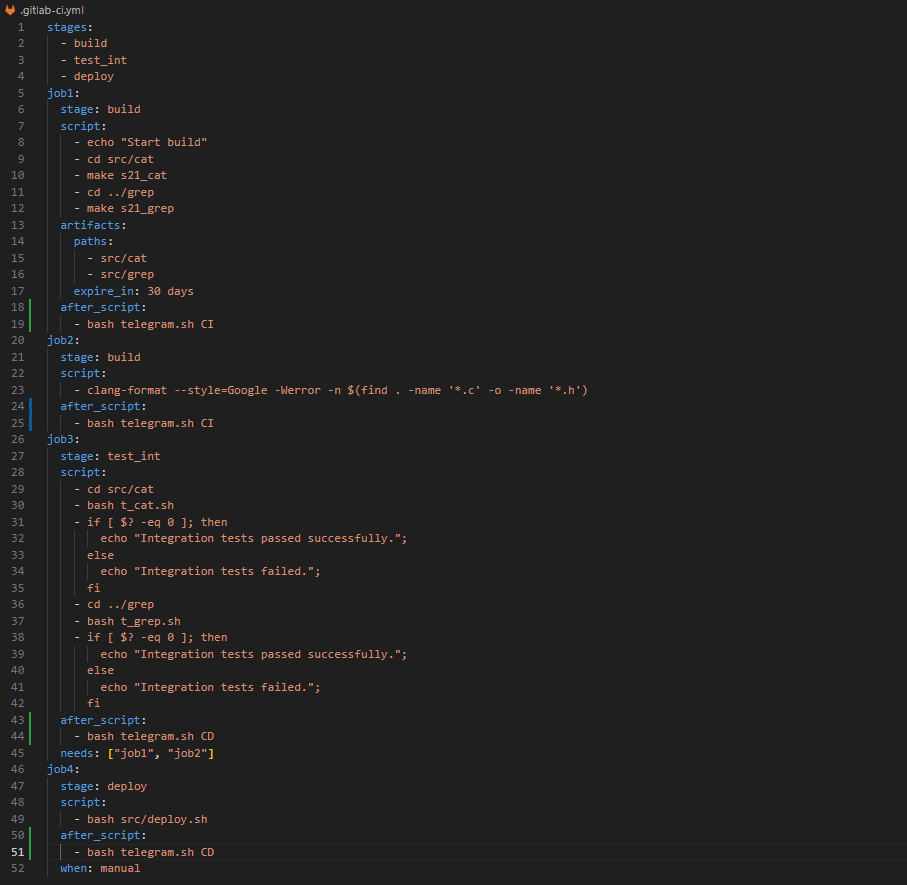 .gitlab-ci.yml
1 stages:
2   - build
3   - test_int
4   - deploy
5 job1:
6   stage: build
7   script:
8     - echo "Start build"
9     - cd src/cat
10     - make s21_cat
11     - cd ../grep
12     - make s21_grep
13   artifacts:
14     paths:
15       - src/cat
16       - src/grep
17     expire_in: 30 days
18   after_script:
19     - bash telegram.sh CI
20 job2:
21   stage: build
22   script:
23     - clang-format --style=Google -Werror -n $(find . -name '*.c' -o -name '*.h')
24   after_script:
25     - bash telegram.sh CI
26 job3:
27   stage: test_int
28   script:
29     - cd src/cat
30     - bash t_cat.sh
31     - if [ $? -eq 0 ]; then
32         echo "Integration tests passed successfully.";
33       else
34         echo "Integration tests failed.";
35       fi
36     - cd ../grep
37     - bash t_grep.sh
38     - if [ $? -eq 0 ]; then
39         echo "Integration tests passed successfully.";
40       else
41         echo "Integration tests failed.";
42       fi
43   after_script:
44     - bash telegram.sh CD
45   needs: ["job1", "job2"]
46 job4:
47   stage: deploy
48   script:
49     - bash src/deploy.sh
50   after_script:
51     - bash telegram.sh CD
52   when: manual